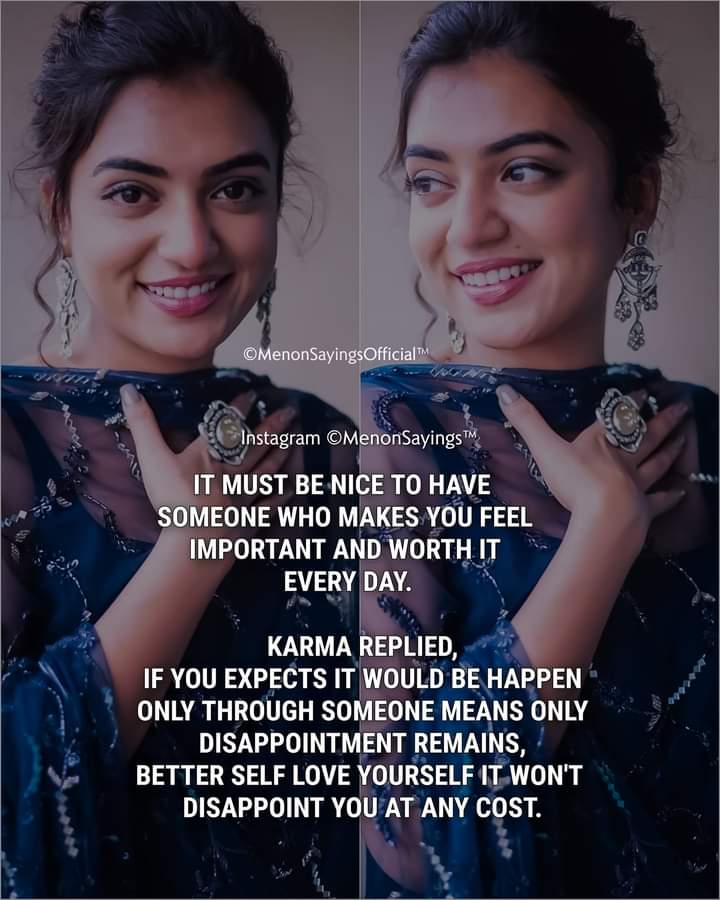 ©MenonSayingsOfficial™
Instagram ©MenonSayings™
IT MUST BE NICE TO HAVE
SOMEONE WHO MAKES YOU FEEL
IMPORTANT AND WORTH IT
EVERY DAY.
KARMA REPLIED,
IF YOU EXPECTS IT WOULD BE HAPPEN
ONLY THROUGH SOMEONE MEANS ONLY
DISAPPOINTMENT REMAINS,
BETTER SELF LOVE YOURSELF IT WON'T
DISAPPOINT YOU AT ANY COST.